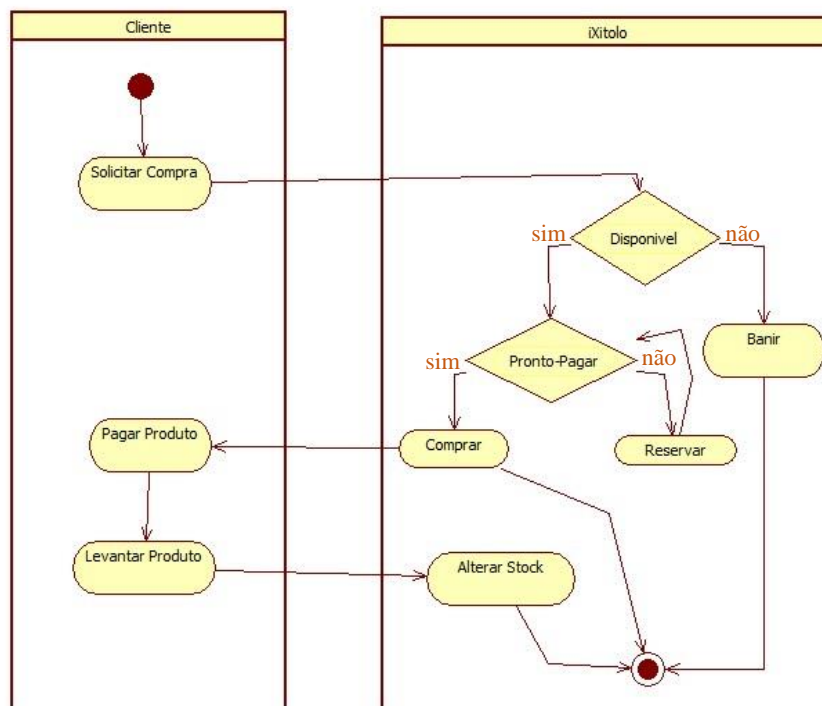 Cliente
iXitolo
Solicitar Compra
sim
Disponivel
não
Banir
sim
Pronto-Pagar
não
Pagar Produto
Comprar
Reservar
Levantar Produto
Alterar Stock